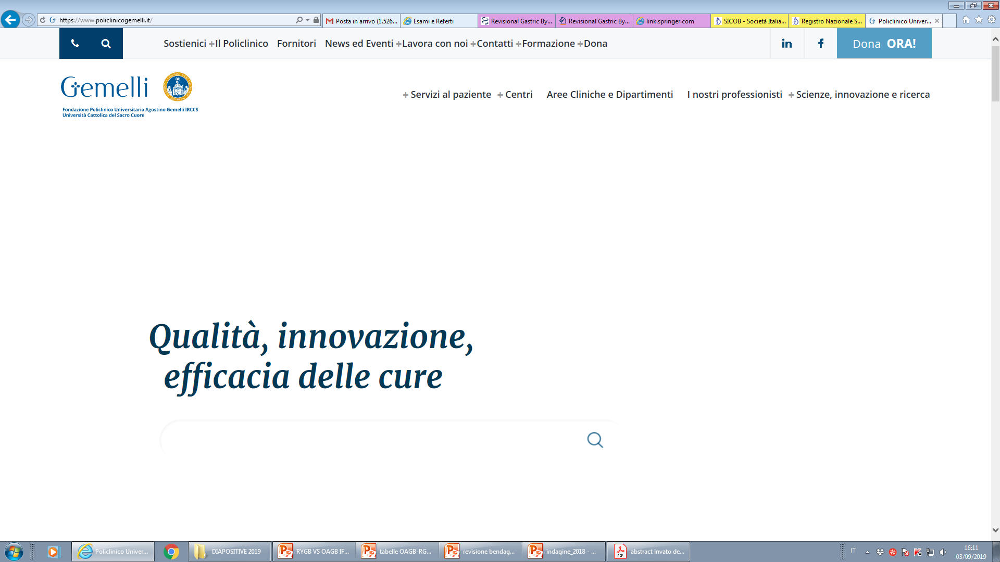 https://www.policlinicogemelli.it/
Posta in arrivo (1.526...
Esami e Referti
Revisional Gastric By...
Revisional Gastric By...
link.springer.com
SICOB - Società Italia...
Registro Nazionale S...
Policlinico Univer...
Sostienici +Il Policlinico Fornitori News ed Eventi +Lavora con noi +Contatti +Formazione +Dona
in f Dona ORA!
Gemelli
Fondazione Policlinico Universitario Agostino Gemelli IRCCS
Università Cattolica del Sacro Cuore
+ Servizi al paziente + Centri Aree Cliniche e Dipartimenti I nostri professionisti + Scienze, innovazione e ricerca
Qualità, innovazione,
efficacia delle cure
Policlinico Univer...
DIAPOSITIVE 2019
RYGB VS OAGB IF...
tabelle OAGB-RG...
revisione bendag...
indagine_2018 - ...
PDF
abstract invato de...
IT
16:11
03/09/2019